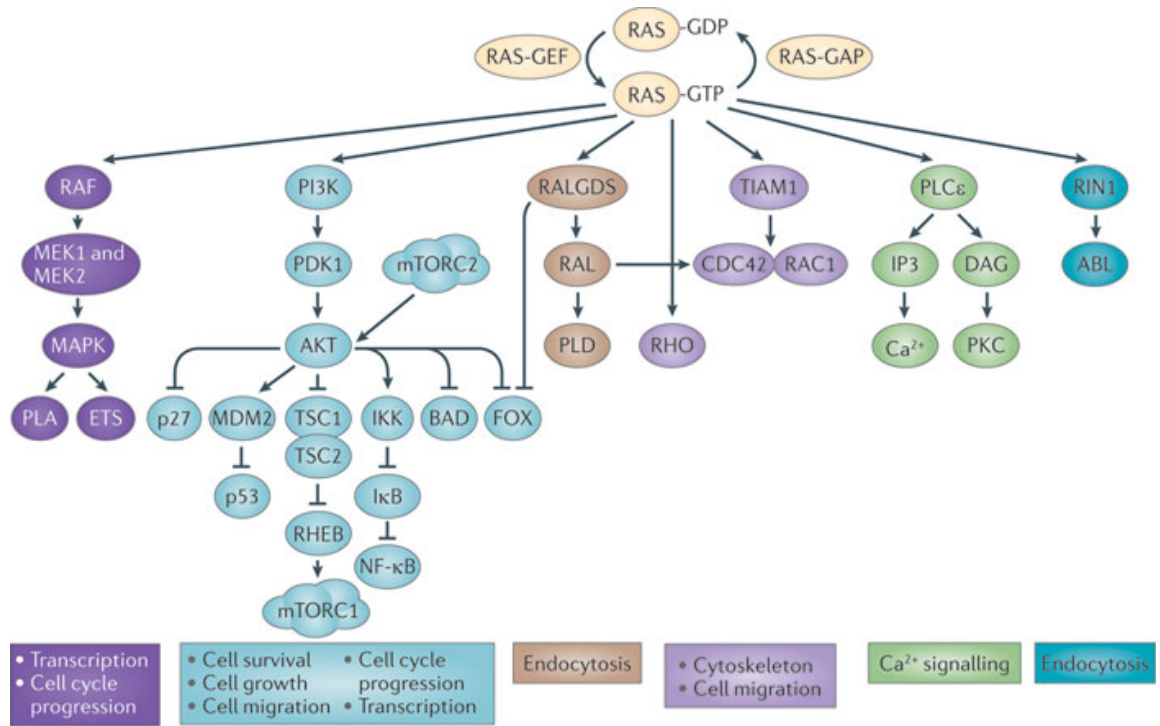 RAS -GDP
RAS-GEF
RAS-GAP
RAS -GTP
RAF
PI3K
RALGDS
TIAM1
PLCε
RIN1
MEK1 and
MEK2
PDK1
mTORC2
RAL
CDC42
RAC1
IP3
DAG
ABL
MAPK
AKT
PLD
RHO
Ca²⁺
PKC
PLA
ETS
p27
MDM2
TSC1
IKK
BAD
FOX
TSC2
p53
IκB
RHEB
NF-κB
mTORC1
• Transcription
• Cell cycle
progression
• Cell survival
• Cell growth
• Cell migration
• Cell cycle
progression
• Transcription
Endocytosis
• Cytoskeleton
• Cell migration
Ca²⁺ signalling
Endocytosis